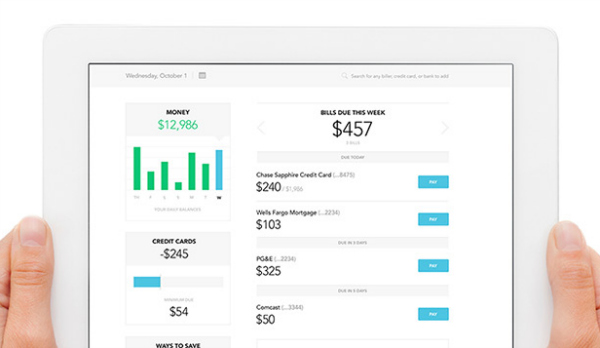 Wednesday, October 1
Search for any biller, credit card, or bank to add
MONEY
$12,986
YOUR DAILY BALANCES
CREDIT CARDS
-$245
MINIMUM DUE
$54
WAYS TO SAVE
BILLS DUE THIS WEEK
$457
DUE TODAY
Chase Sapphire Credit Card (...8475)
$240 / $1,986
PAY
Wells Fargo Mortgage (...2234)
$103
PAY
DUE IN 3 DAYS
PG&E (...2234)
$325
PAY
DUE IN 5 DAYS
Comcast (...3344)
$50
PAY